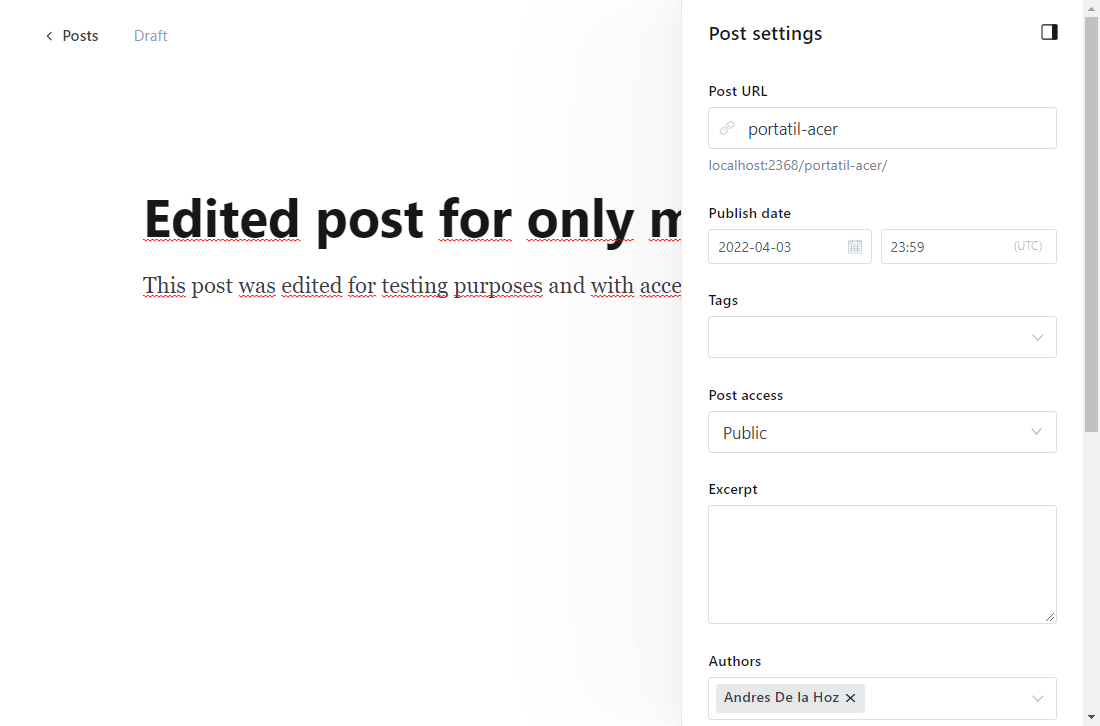 Posts
Draft
Edited post for only
This post was edited for testing purposes and with
Post settings
Post URL
portatil-acer
localhost:2368/portatil-acer/
Publish date
2022-04-03
23:59
(UTC)
Tags
Post access
Public
Excerpt
Authors
Andres De la Hoz ×